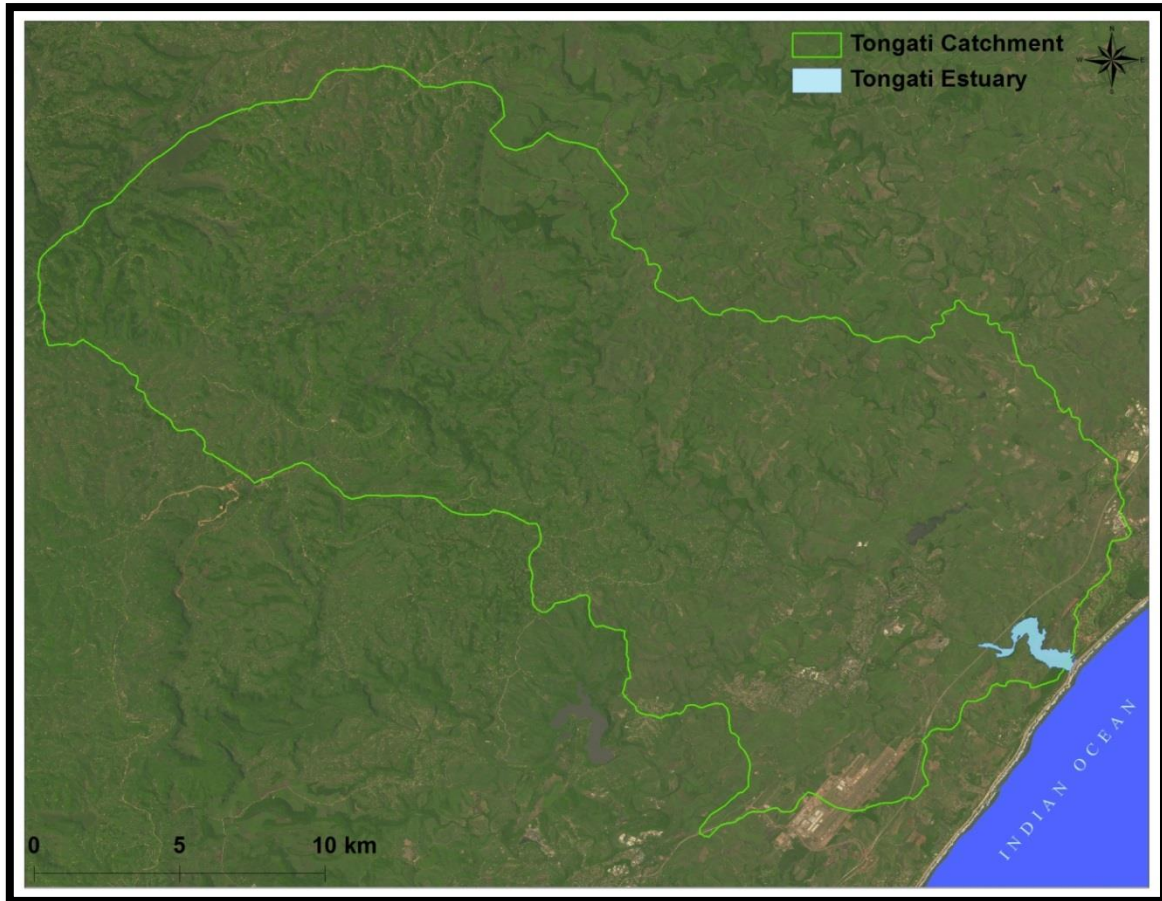 Tongati Catchment
Tongati Estuary
N
W E
S
INDIAN OCEAN
0 5 10 km